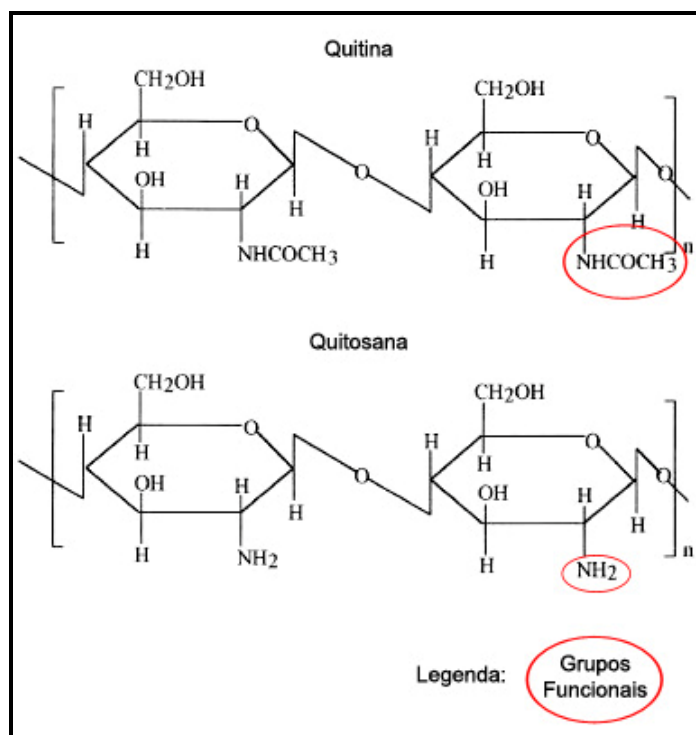 Quitina
CH2OH CH2OH
H O H O
H OH H H O H OH H H O
H NHCOCH3 H NHCOCH3 n
Quitosana
CH2OH CH2OH
H O H O
H OH H H O H OH H H O
H NH2 H NH2 n
Legenda: Grupos
Funcionais